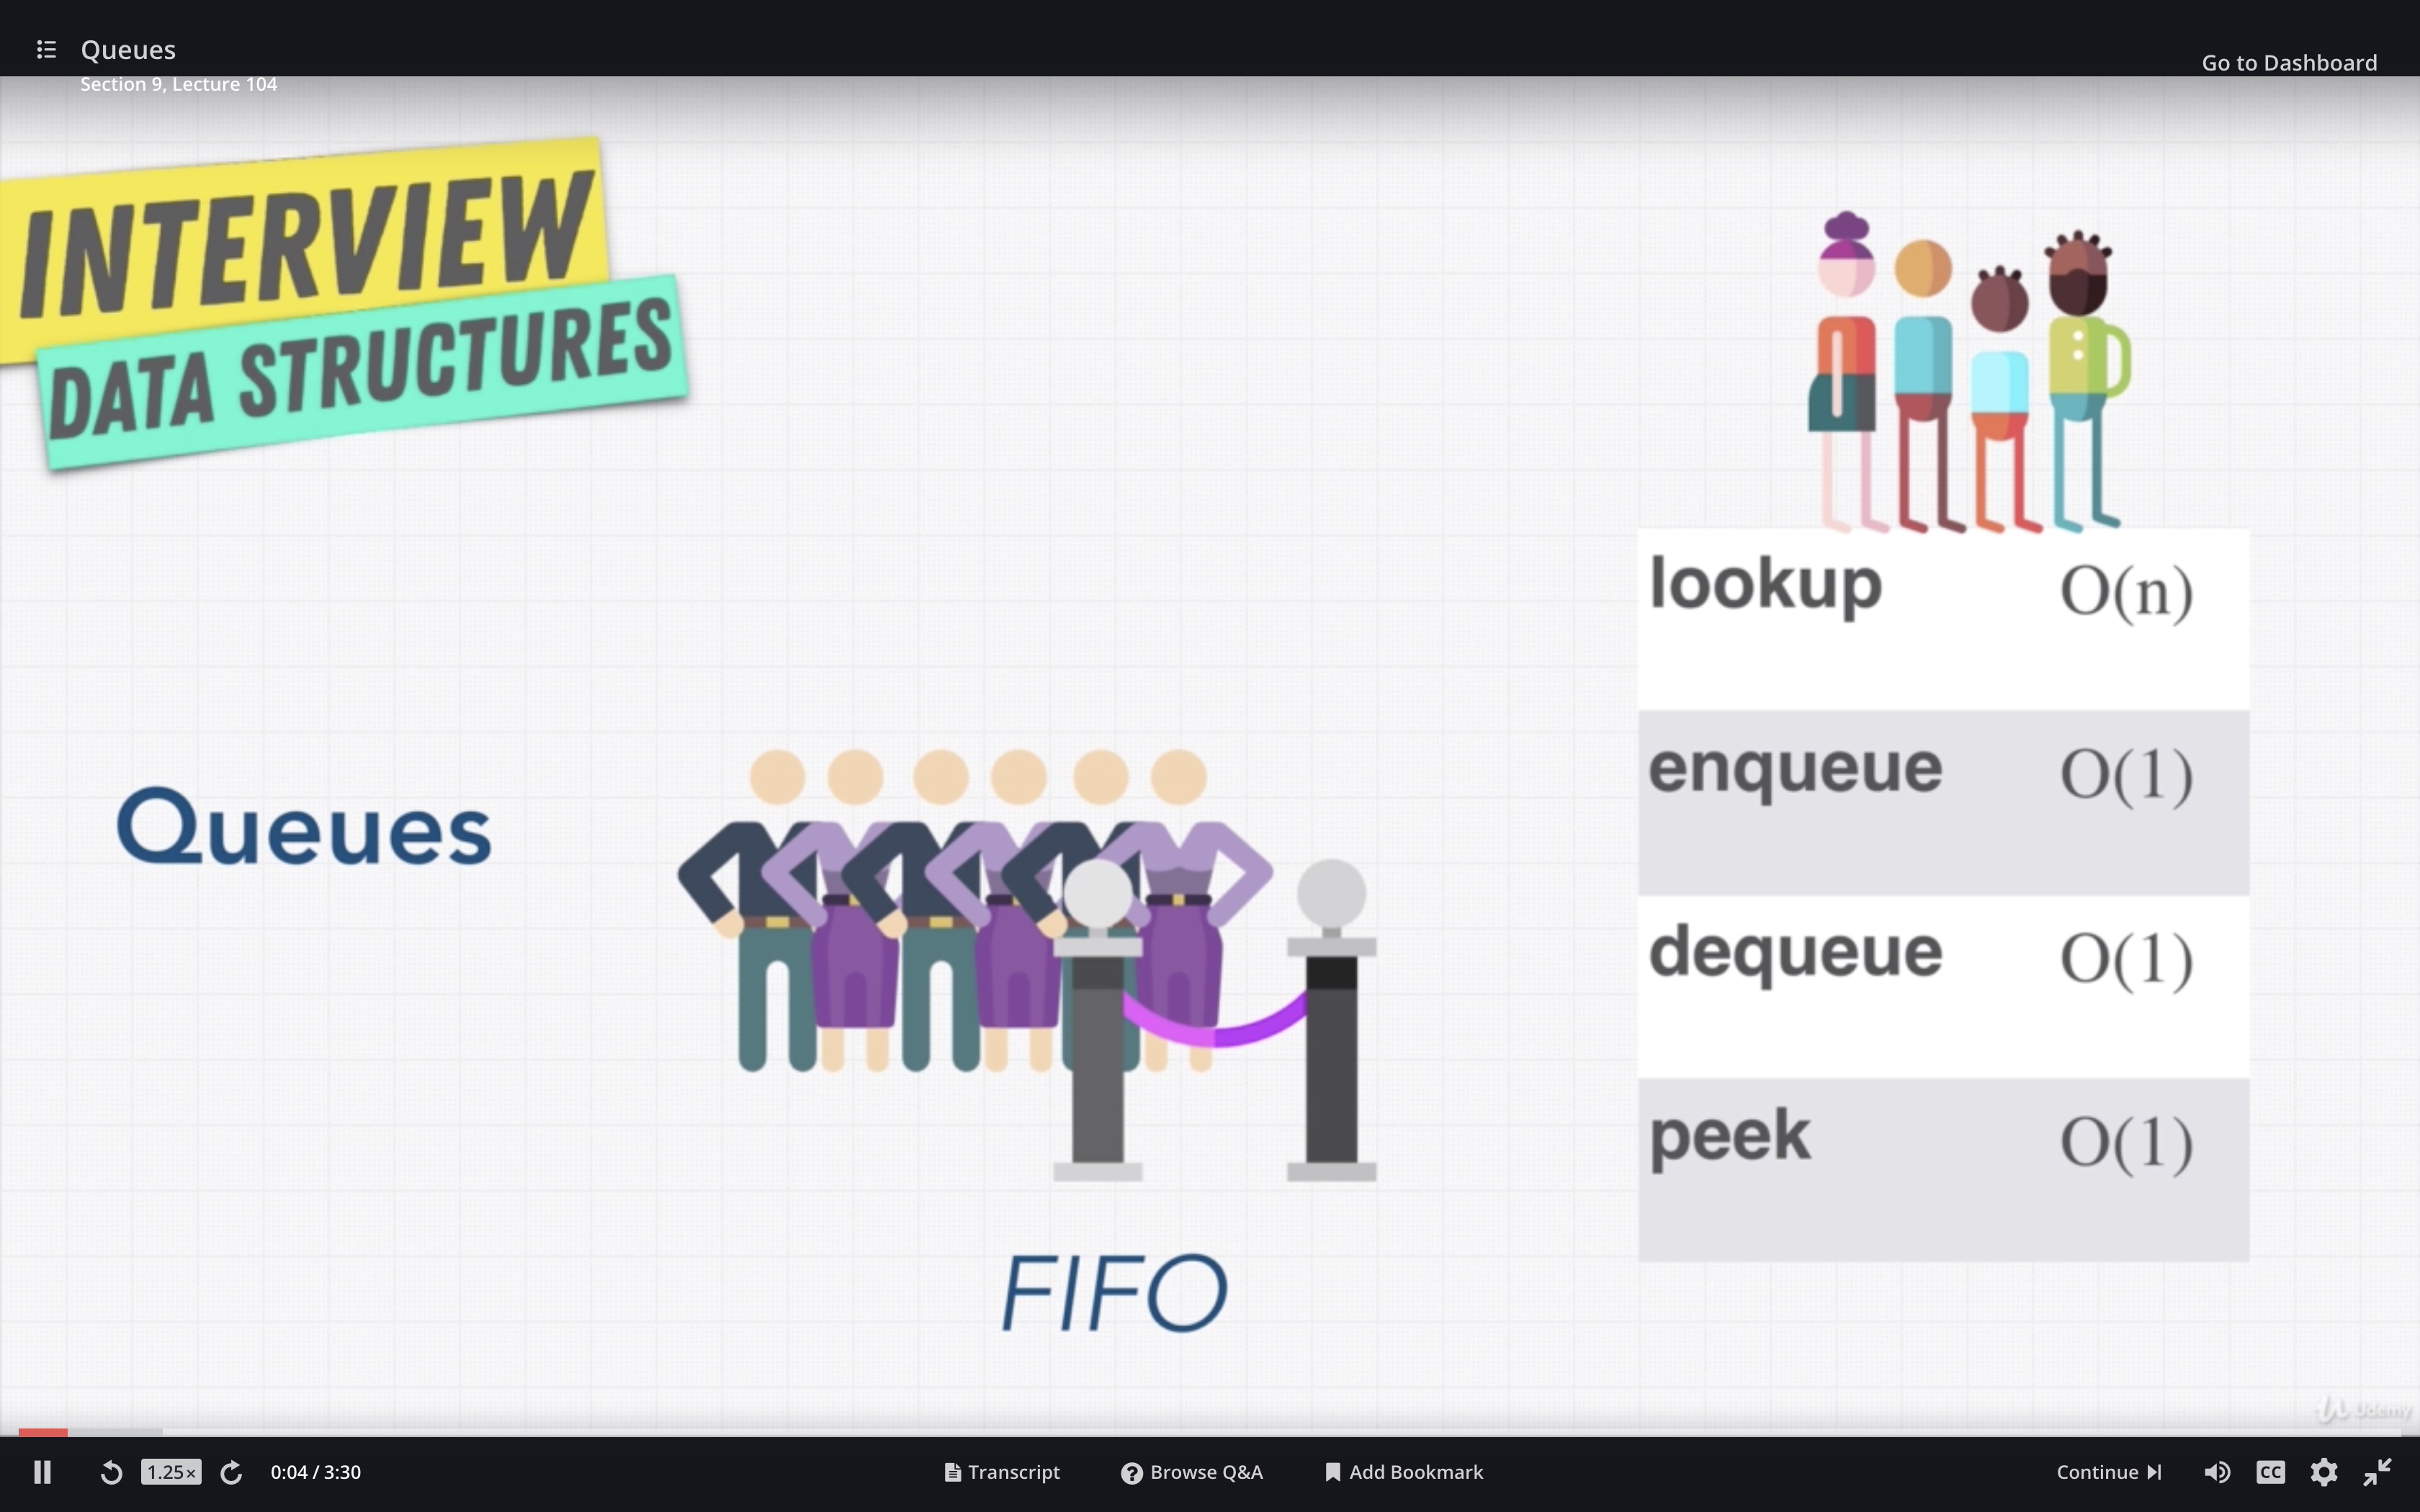 Queues
Section 9, Lecture 104
Go to Dashboard
INTERVIEW
DATA STRUCTURES
lookup O(n)
enqueue O(1)
dequeue O(1)
peek O(1)
Queues
FIFO
Udemy
1.25×
0:04 / 3:30
Transcript
? Browse Q&A
Add Bookmark
Continue
CC